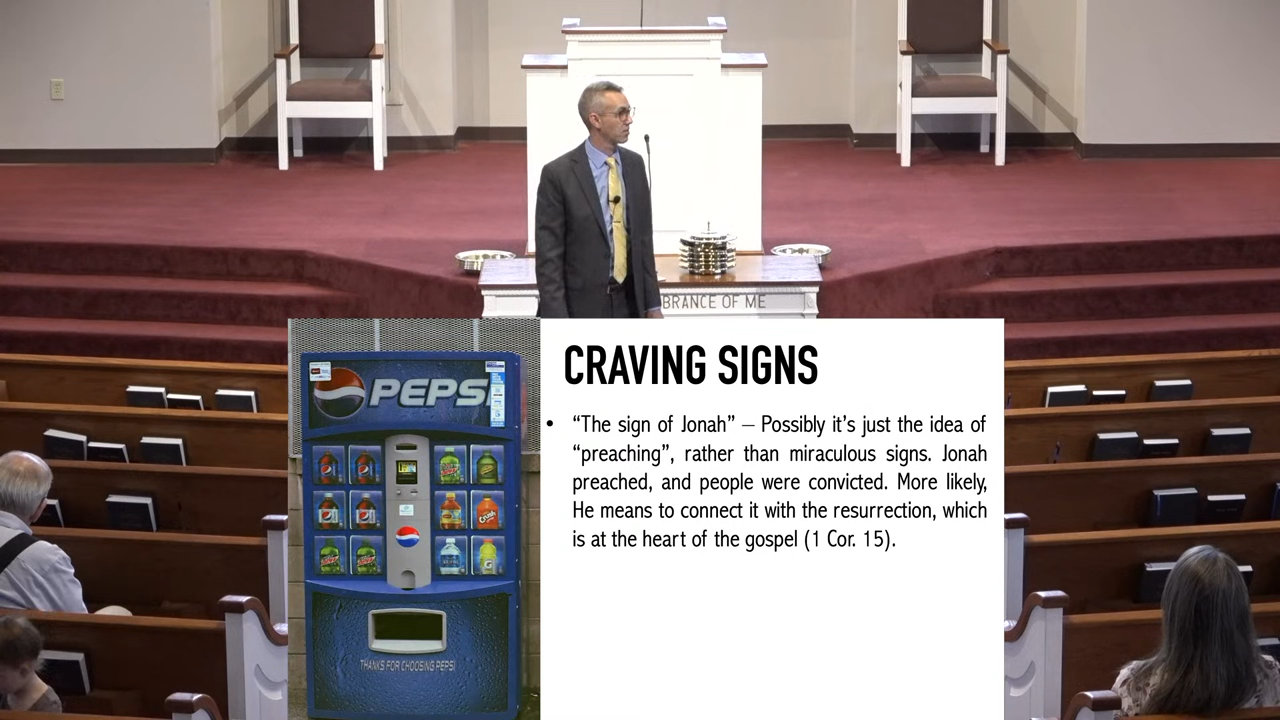 BRANCE OF ME
PEPSI
CRAVING SIGNS
• “The sign of Jonah” – Possibly it’s just the idea of
“preaching”, rather than miraculous signs. Jonah
preached, and people were convicted. More likely,
He means to connect it with the resurrection, which
is at the heart of the gospel (1 Cor. 15).
Crush
THANKS FOR CHOOSING PEPSI